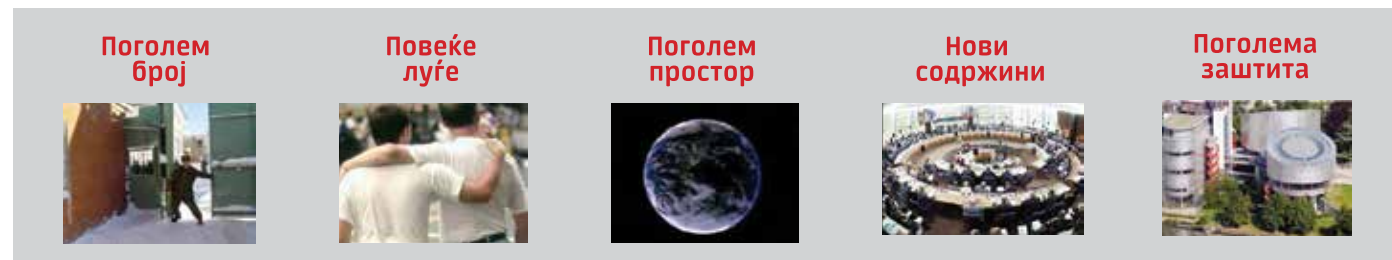 Поголем
број
Повеќе
луѓе
Поголем
простор
Нови
содржини
Поголема
заштита